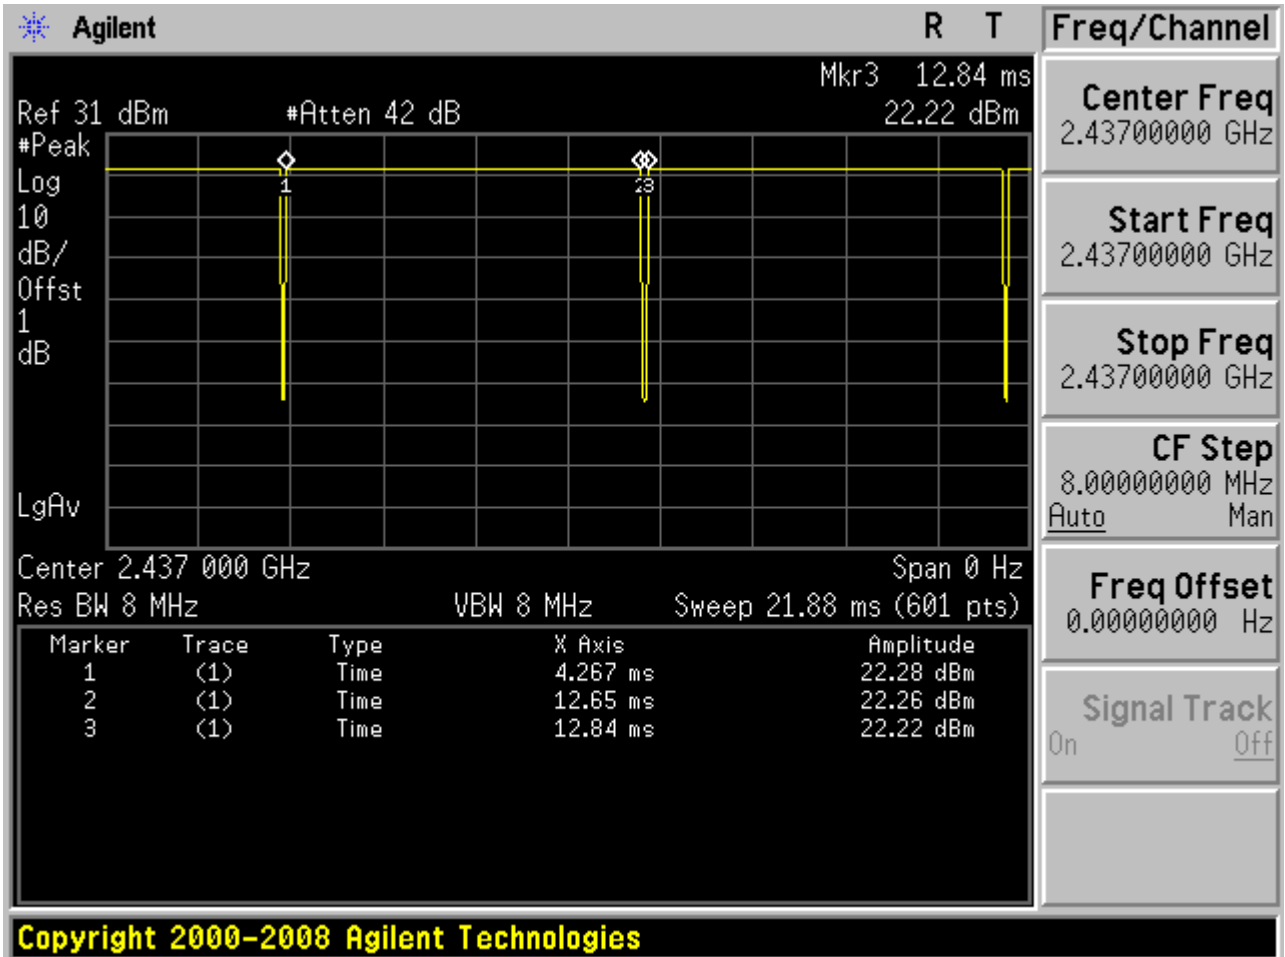 Agilent R T
Mkr3 12.84 ms
Ref 31 dBm #Atten 42 dB 22.22 dBm
#Peak
Log
10
dB/
Offst
1
dB
LgAv
1
23
Center 2.437 000 GHz Span 0 Hz
Res BW 8 MHz VBW 8 MHz Sweep 21.88 ms (601 pts)
Marker Trace Type X Axis Amplitude
1 (1) Time 4.267 ms 22.28 dBm
2 (1) Time 12.65 ms 22.26 dBm
3 (1) Time 12.84 ms 22.22 dBm
Freq/Channel
Center Freq
2.43700000 GHz
Start Freq
2.43700000 GHz
Stop Freq
2.43700000 GHz
CF Step
8.00000000 MHz
Auto Man
Freq Offset
0.00000000 Hz
Signal Track
On Off
Copyright 2000-2008 Agilent Technologies